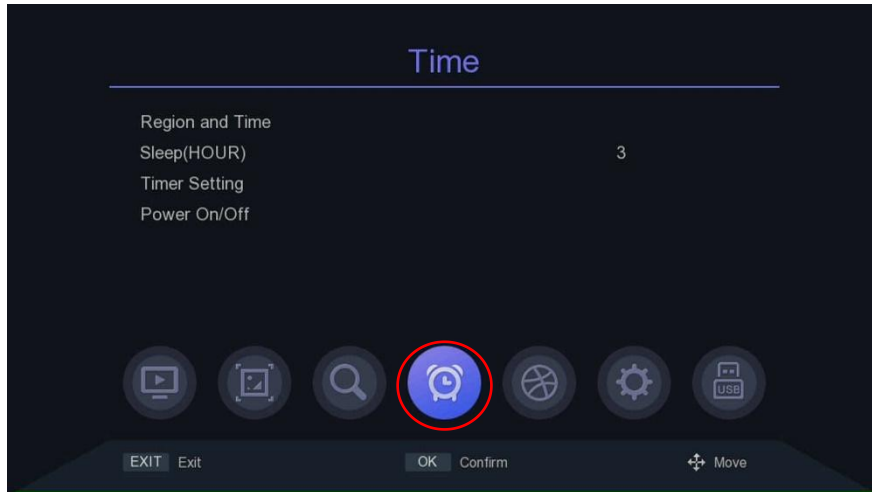 Time
Region and Time
Sleep(HOUR) 3
Timer Setting
Power On/Off
USB
EXIT Exit OK Confirm Move